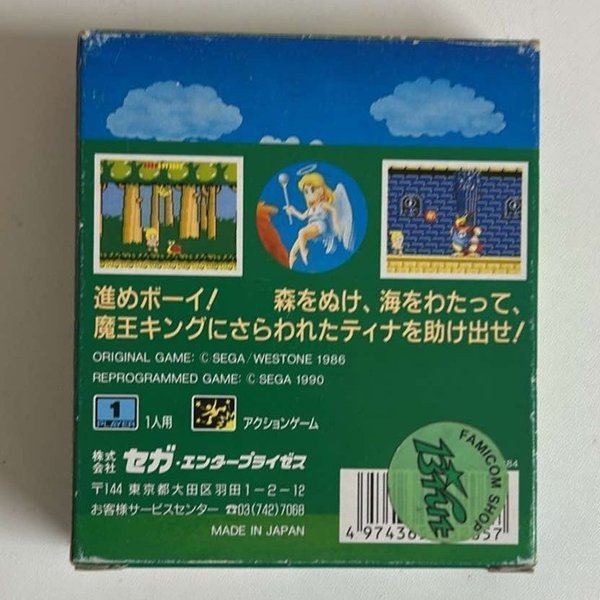 進めボーイ! 森をぬけ、海をわたって、
魔王キングにさらわれたティナを助け出せ!
ORIGINAL GAME: © SEGA/WESTONE 1986
REPROGRAMMED GAME: © SEGA 1990
1
PLAYER
1人用
アクションゲーム
株式会社 セガ・エンタープライゼス
〒144 東京都大田区羽田1-2-12
お客様サービスセンター ☎03(742)7068
MADE IN JAPAN
FAMICOM SHOP
84
4 97436
57